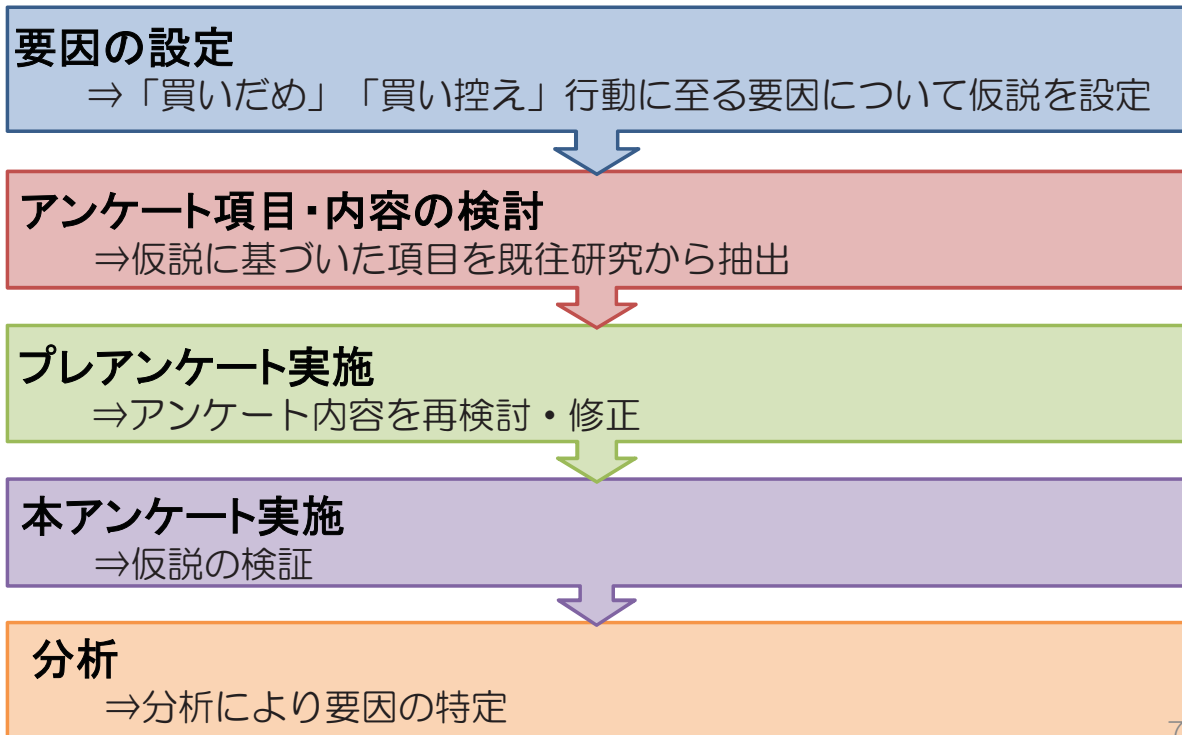 要因の設定
⇒「買いだめ」「買い控え」行動に至る要因について仮説を設定
アンケート項目・内容の検討
⇒仮説に基づいた項目を既往研究から抽出
プレアンケート実施
⇒アンケート内容を再検討・修正
本アンケート実施
⇒仮説の検証
分析
⇒分析により要因の特定
7